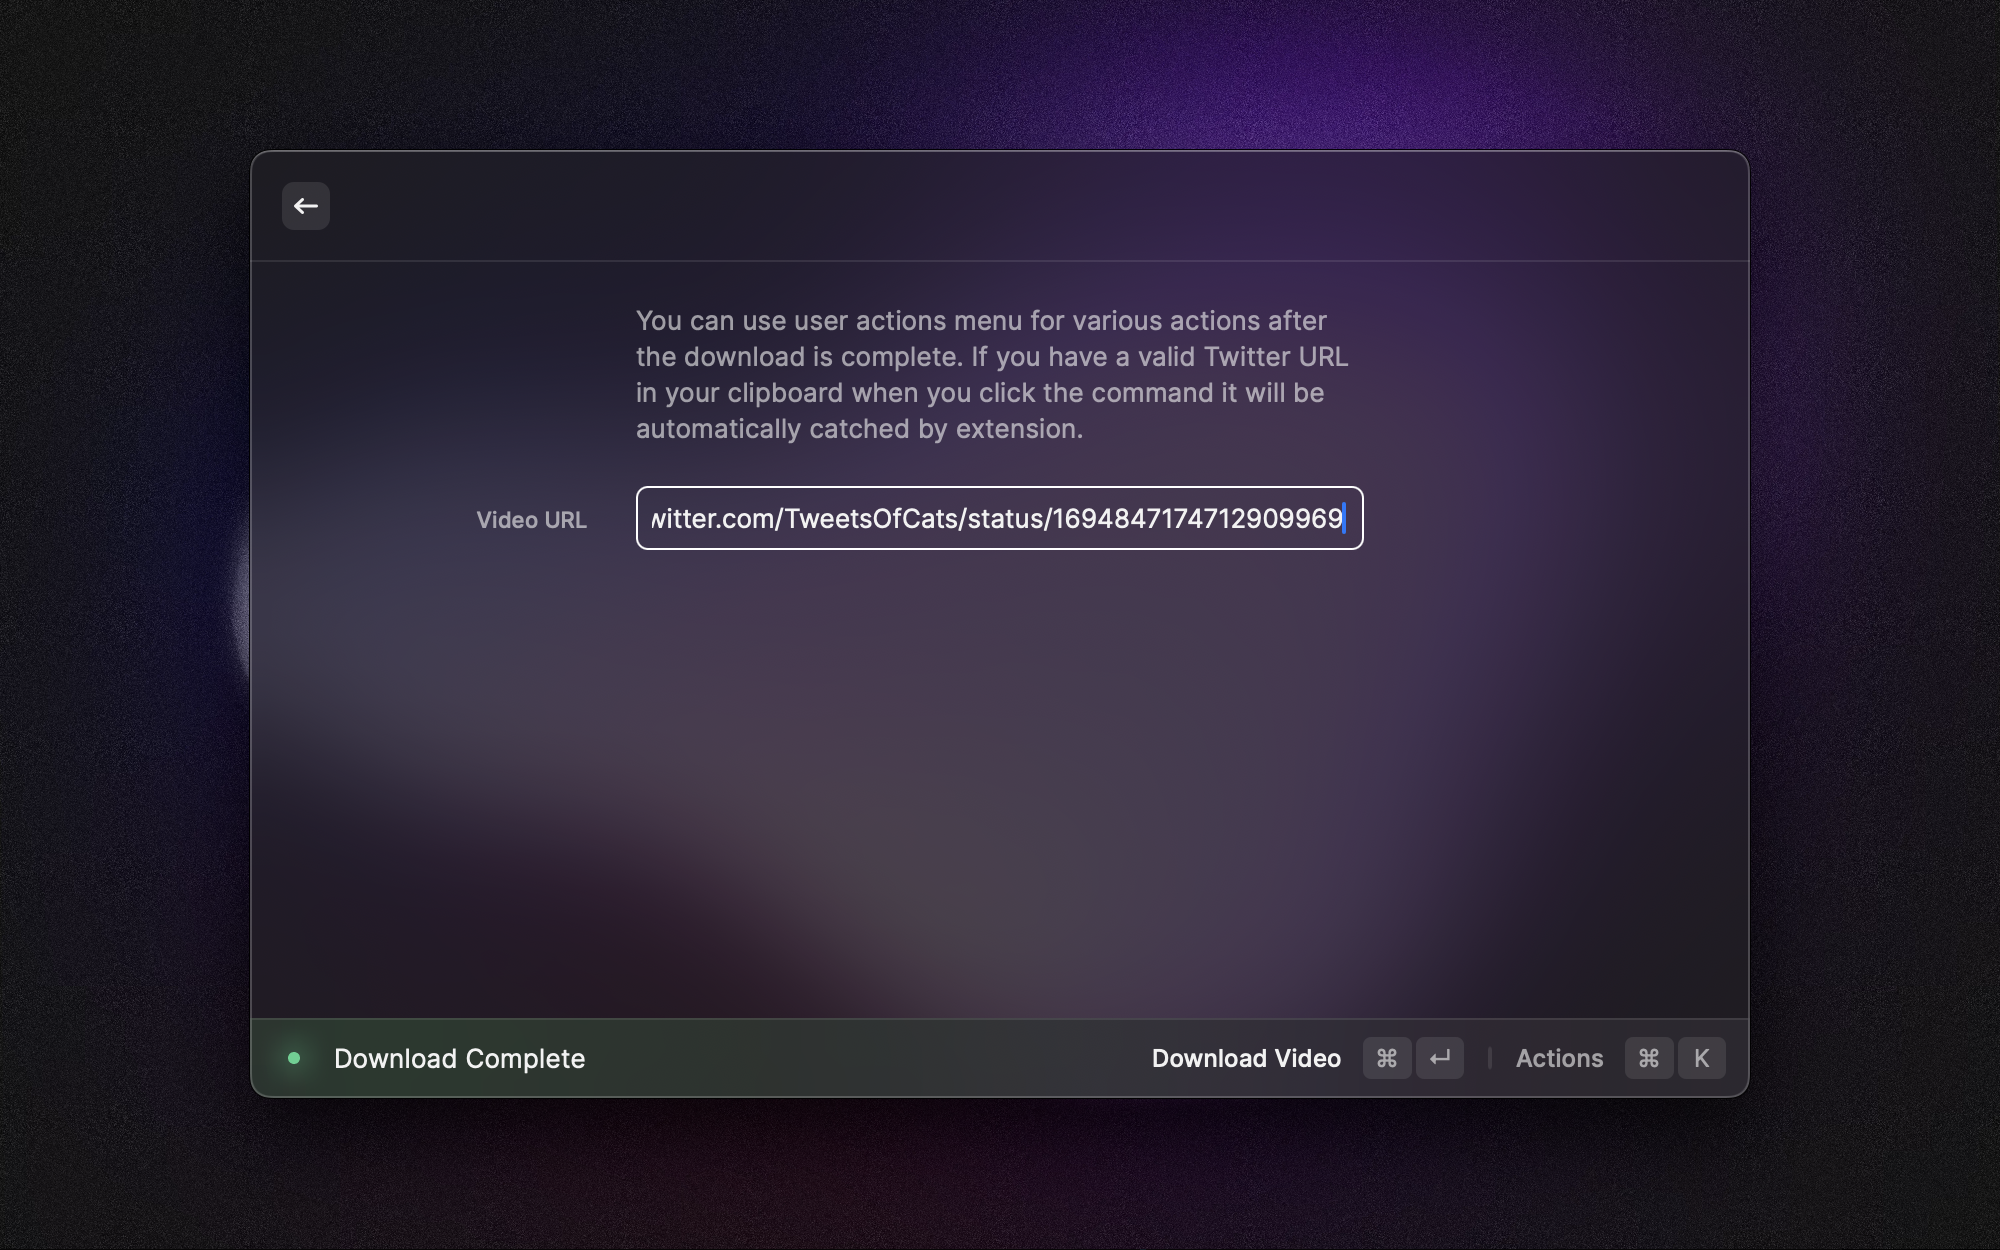 You can use user actions menu for various actions after
the download is complete. If you have a valid Twitter URL
in your clipboard when you click the command it will be
automatically catched by extension.
Video URL witter.com/TweetsOfCats/status/1694847174712909969
Download Complete Download Video ⌘ ↵ Actions ⌘ K